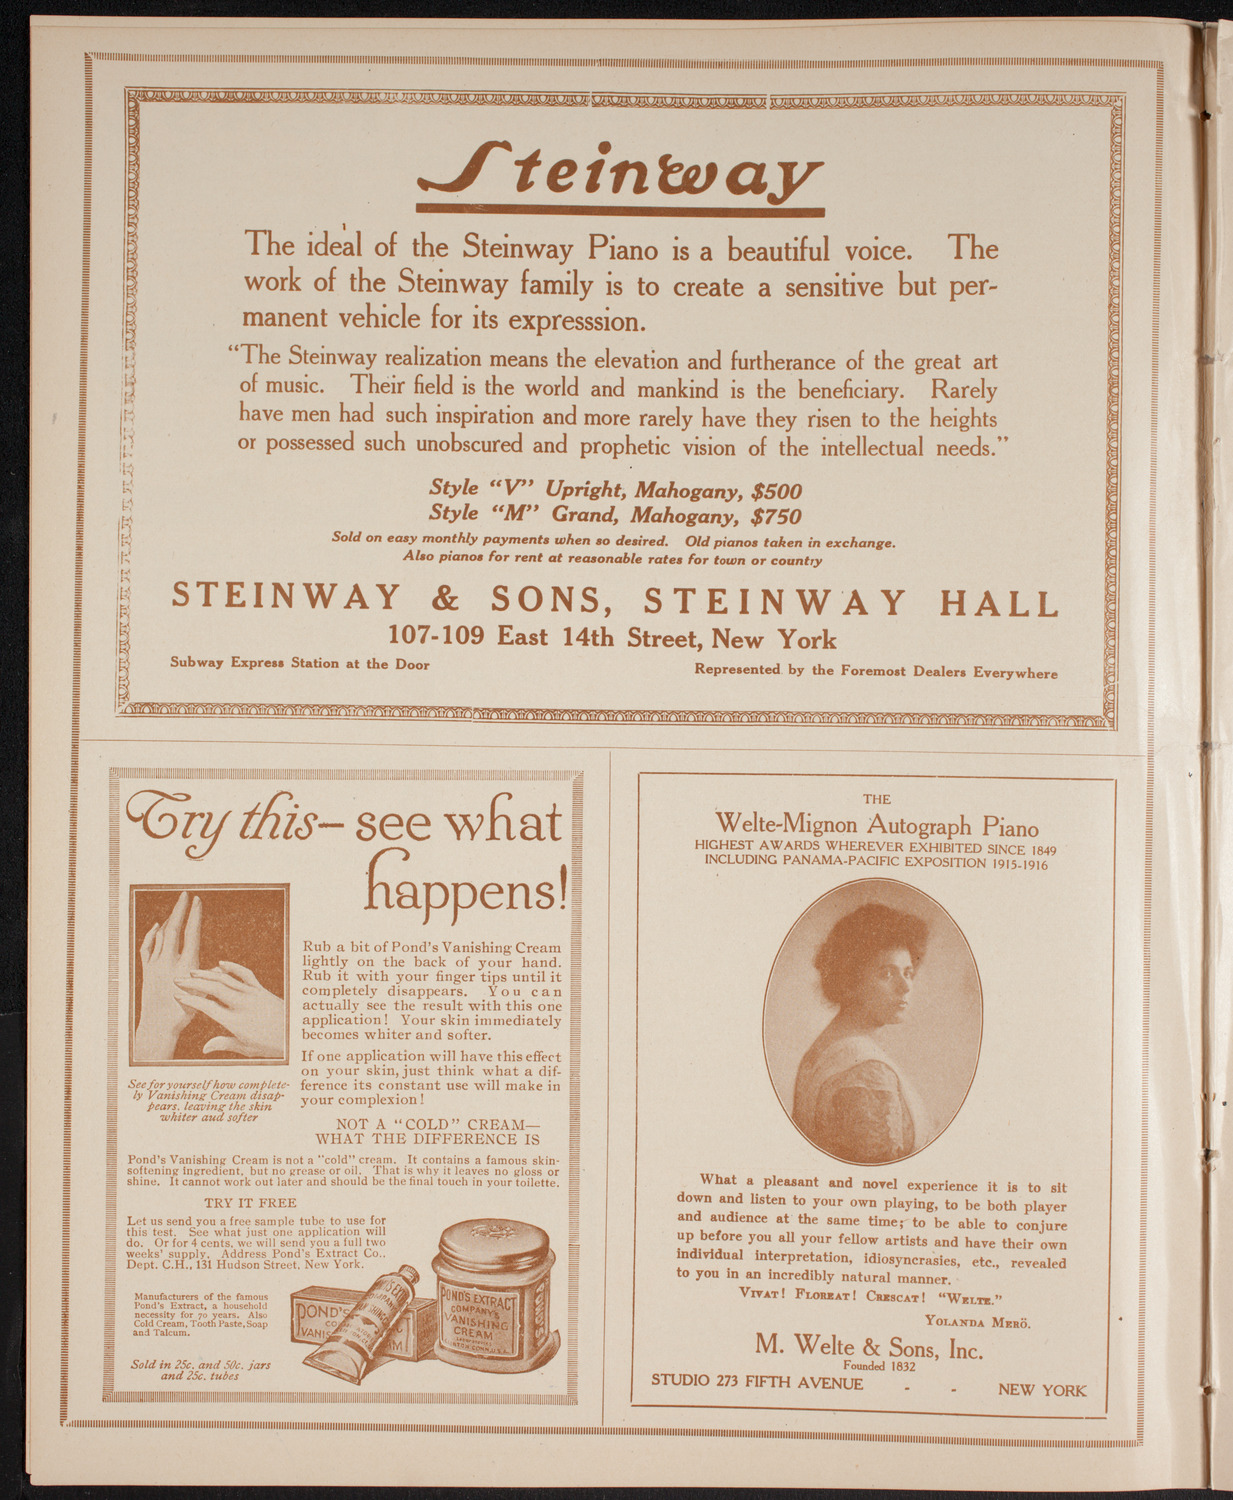 Steinway
The ideal of the Steinway Piano is a beautiful voice. The
work of the Steinway family is to create a sensitive but per-
manent vehicle for its expresssion.
“The Steinway realization means the elevation and furtherance of the great art
of music. Their field is the world and mankind is the beneficiary. Rarely
have men had such inspiration and more rarely have they risen to the heights
or possessed such unobscured and prophetic vision of the intellectual needs.”
Style “V” Upright, Mahogany, $500
Style “M” Grand, Mahogany, $750
Sold on easy monthly payments when so desired. Old pianos taken in exchange.
Also pianos for rent at reasonable rates for town or country
STEINWAY & SONS, STEINWAY HALL
107-109 East 14th Street, New York
Subway Express Station at the Door
Represented by the Foremost Dealers Everywhere
Try this—see what
happens!
Rub a bit of Pond's Vanishing Cream
lightly on the back of your hand.
Rub it with your finger tips until it
completely disappears. You can
actually see the result with this one
application! Your skin immediately
becomes whiter and softer.
If one application will have this effect
on your skin, just think what a dif-
ference its constant use will make in
your complexion!
See for yourself how complete-
ly Vanishing Cream disap-
pears, leaving the skin
whiter aud softer
NOT A “COLD” CREAM—
WHAT THE DIFFERENCE IS
Pond's Vanishing Cream is not a "cold" cream. It contains a famous skin-
softening ingredient, but no grease or oil. That is why it leaves no gloss or
shine. It cannot work out later and should be the final touch in your toilette.
TRY IT FREE
Let us send you a free sample tube to use for
this test. See what just one application will
do. Or for 4 cents, we will send you a full two
weeks' supply. Address Pond's Extract Co.,
Dept. C.H., 131 Hudson Street, New York.
Manufacturers of the famous
Pond's Extract, a household
necessity for 70 years. Also
Cold Cream, Tooth Paste, Soap
and Talcum.
Sold in 25c. and 50c. jars
and 25c. tubes
POND'S
VANIS
POND'S EXTRACT
COMPANY'S
VANISHING
CREAM
THE
Welte-Mignon Autograph Piano
HIGHEST AWARDS WHEREVER EXHIBITED SINCE 1849
INCLUDING PANAMA-PACIFIC EXPOSITION 1915-1916
What a pleasant and novel experience it is to sit
down and listen to your own playing, to be both player
and audience at the same time; to be able to conjure
up before you all your fellow artists and have their own
individual interpretation, idiosyncrasies, etc., revealed
to you in an incredibly natural manner.
VIVAT! FLOREAT! CRESCAT! “WELTE.”
YOLANDA MERÖ.
M. Welte & Sons, Inc.
Founded 1832
STUDIO 273 FIFTH AVENUE - - NEW YORK